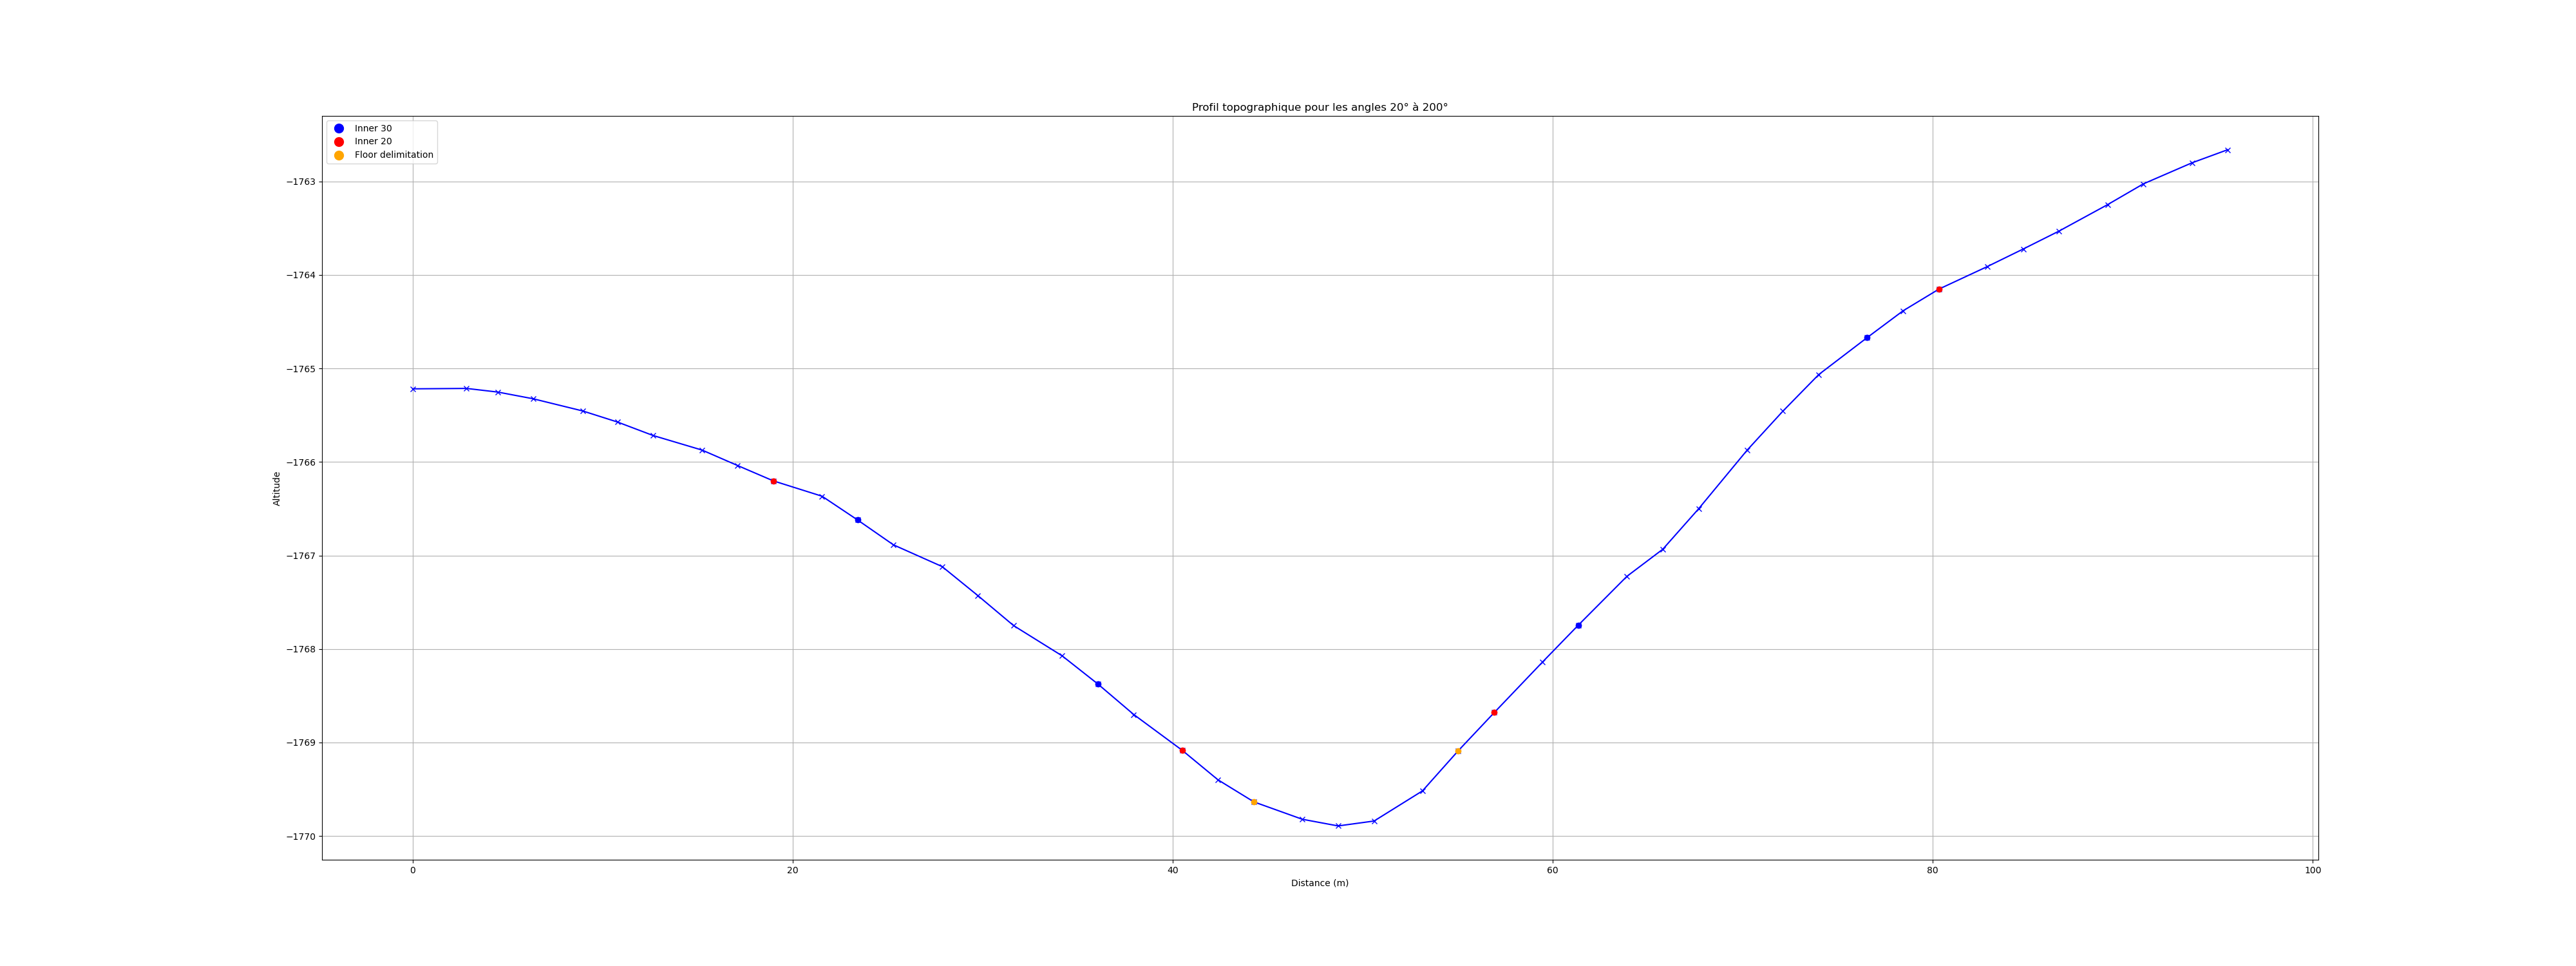 Profil topographique pour les angles 20° à 200°
Inner 30
Inner 20
Floor delimitation
−1763
−1764
−1765
−1766
−1767
−1768
−1769
−1770
Altitude
0 20 40 60 80 100
Distance (m)